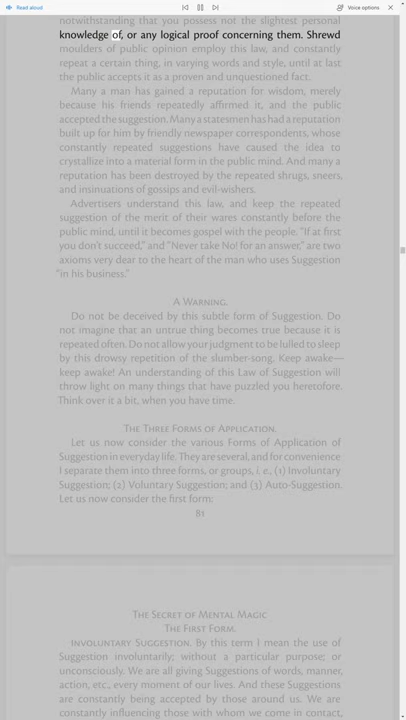 Read aloud
Voice options
notwithstanding that you possess not the slightest personal
knowledge of, or any logical proof concerning them. Shrewd
moulders of public opinion employ this law, and constantly
repeat a certain thing, in varying words and style, until at last
the public accepts it as a proven and unquestioned fact.
Many a man has gained a reputation for wisdom, merely
because his friends repeatedly affirmed it, and the public
accepted the suggestion. Many a statesmen has had a reputation
built up for him by friendly newspaper correspondents, whose
constantly repeated suggestions have caused the idea to
crystallize into a material form in the public mind. And many a
reputation has been destroyed by the repeated shrugs, sneers,
and insinuations of gossips and evil-wishers.
Advertisers understand this law, and keep the repeated
suggestion of the merit of their wares constantly before the
public mind, until it becomes gospel with the people. "If at first
you don't succeed," and "Never take No! for an answer," are two
axioms very dear to the heart of the man who uses Suggestion
"in his business."
A Warning.
Do not be deceived by this subtle form of Suggestion. Do
not imagine that an untrue thing becomes true because it is
repeated often. Do not allow your judgment to be lulled to sleep
by this drowsy repetition of the slumber-song. Keep awake—
keep awake! An understanding of this Law of Suggestion will
throw light on many things that have puzzled you heretofore.
Think over it a bit, when you have time.
The Three Forms of Application.
Let us now consider the various Forms of Application of
Suggestion in everyday life. They are several, and for convenience
I separate them into three forms, or groups, i. e., (1) Involuntary
Suggestion; (2) Voluntary Suggestion; and (3) Auto-Suggestion.
Let us now consider the first form:
81
The Secret of Mental Magic
The First Form.
Involuntary Suggestion. By this term I mean the use of
Suggestion involuntarily; without a particular purpose; or
unconsciously. We are all giving Suggestions of words, manner,
action, etc., every moment of our lives. And these Suggestions
are constantly being accepted by those around us. We are
constantly influencing those with whom we come in contact,